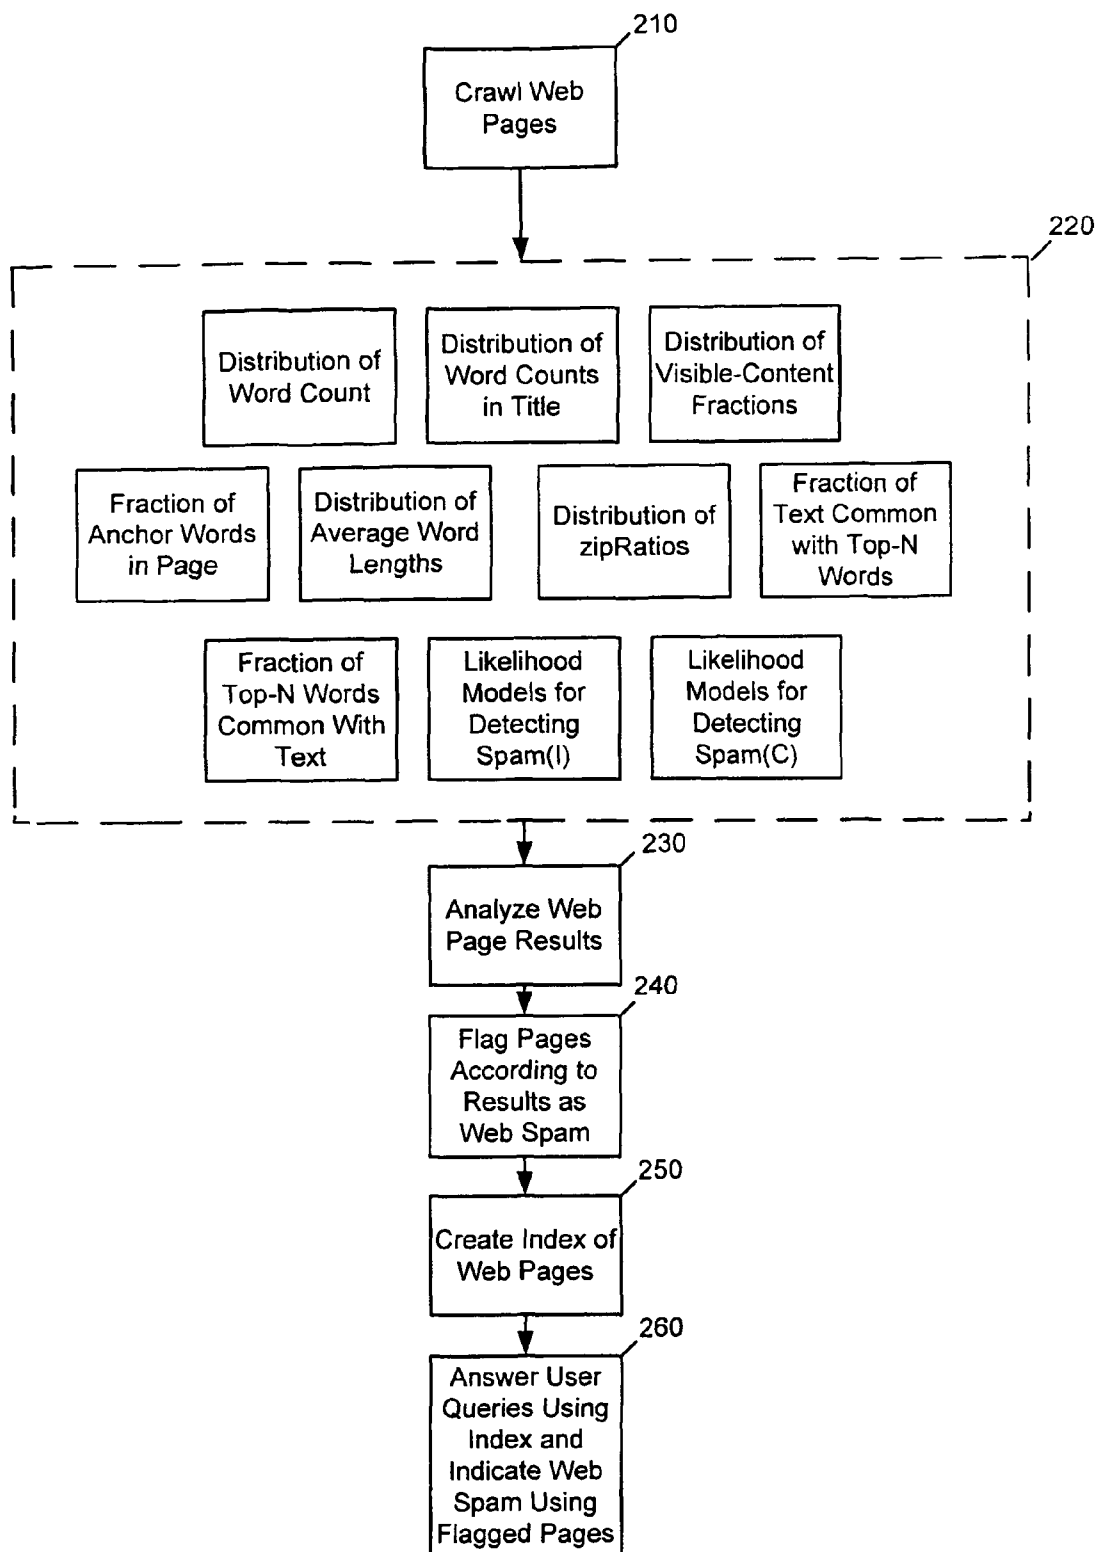 210
Crawl Web
Pages
220
Distribution of
Word Count
Distribution of
Word Counts
in Title
Distribution of
Visible-Content
Fractions
Fraction of
Anchor Words
in Page
Distribution of
Average Word
Lengths
Distribution of
zipRatios
Fraction of
Text Common
with Top-N
Words
Fraction of
Top-N Words
Common With
Text
Likelihood
Models for
Detecting
Spam(I)
Likelihood
Models for
Detecting
Spam(C)
230
Analyze Web
Page Results
240
Flag Pages
According to
Results as
Web Spam
250
Create Index of
Web Pages
260
Answer User
Queries Using
Index and
Indicate Web
Spam Using
Flagged Pages